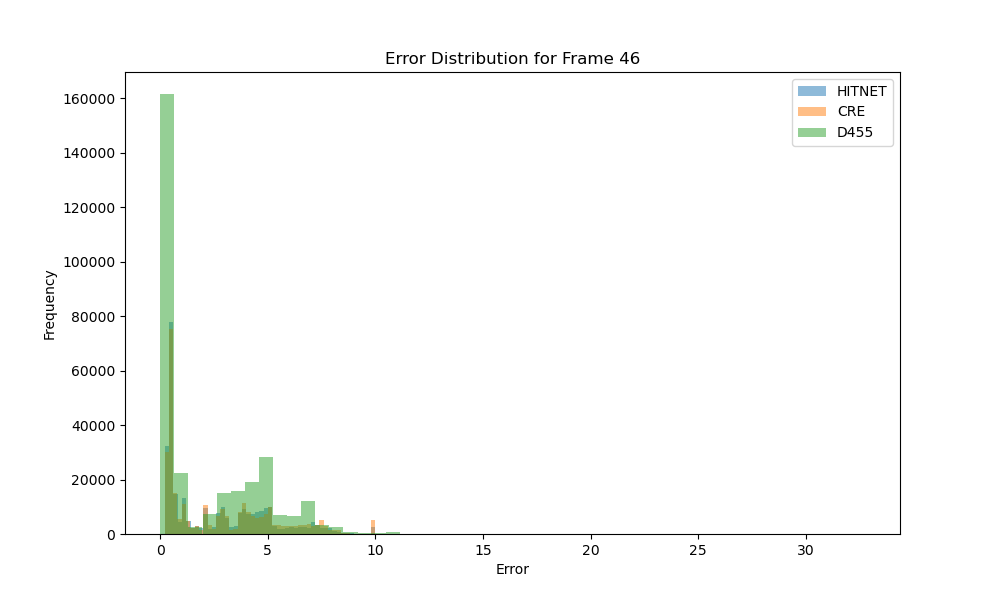 Error Distribution for Frame 46
HITNET
CRE
D455
160000
140000
120000
100000
80000
60000
40000
20000
0
Frequency
0 5 10 15 20 25 30
Error